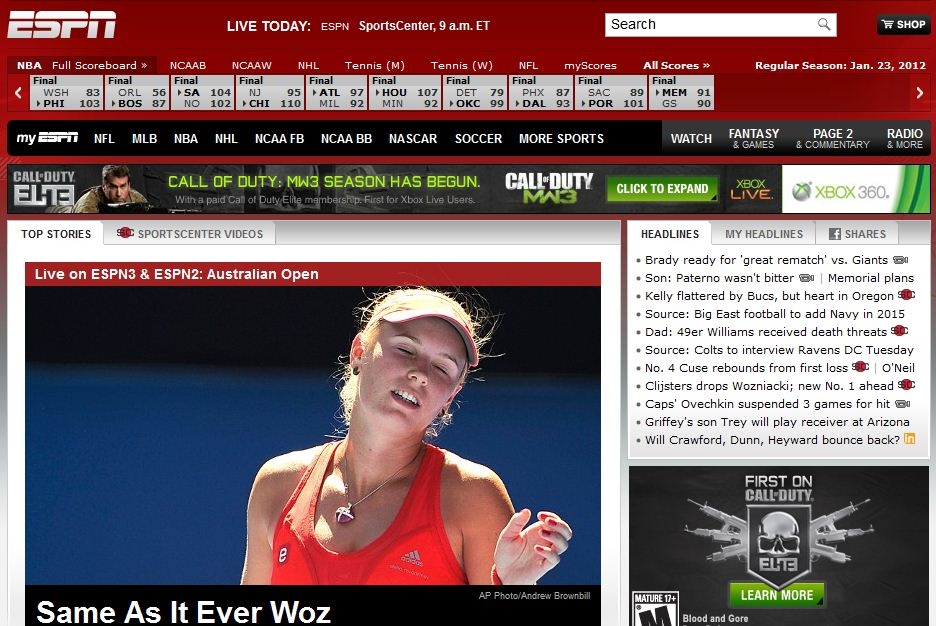 ESPN
LIVE TODAY: ESPN SportsCenter, 9 a.m. ET
Search
SHOP
NBA Full Scoreboard » NCAAB NCAAW NHL Tennis (M) Tennis (W) NFL myScores All Scores » Regular Season: Jan. 23, 2012
Final Final Final Final Final Final Final Final Final Final
WSH 83 ORL 56 SA 104 NJ 95 ATL 97 HOU 107 DET 79 PHX 87 SAC 89 MEM 91
PHI 103 BOS 87 NO 102 CHI 110 MIL 92 MIN 92 OKC 99 DAL 93 POR 101 GS 90
my ESPN NFL MLB NBA NHL NCAA FB NCAA BB NASCAR SOCCER MORE SPORTS WATCH FANTASY & GAMES PAGE 2 & COMMENTARY RADIO & MORE
CALL OF DUTY ELITE
CALL OF DUTY: MW3 SEASON HAS BEGUN.
With a paid Call of Duty Elite membership. First for Xbox Live Users.
CALL OF DUTY MW3
CLICK TO EXPAND
XBOX LIVE.
XBOX 360.
TOP STORIES SPORTSCENTER VIDEOS
Live on ESPN3 & ESPN2: Australian Open
e
adidas
AP Photo/Andrew Brownbill
Same As It Ever Woz
HEADLINES MY HEADLINES SHARES
Brady ready for 'great rematch' vs. Giants
Son: Paterno wasn't bitter | Memorial plans
Kelly flattered by Bucs, but heart in Oregon
Source: Big East football to add Navy in 2015
Dad: 49er Williams received death threats
Source: Colts to interview Ravens DC Tuesday
No. 4 Cuse rebounds from first loss | O'Neil
Clijsters drops Wozniacki; new No. 1 ahead
Caps' Ovechkin suspended 3 games for hit
Griffey's son Trey will play receiver at Arizona
Will Crawford, Dunn, Heyward bounce back?
FIRST ON
CALL OF DUTY
ELITE
LEARN MORE
MATURE 17+
M
Blood and Gore